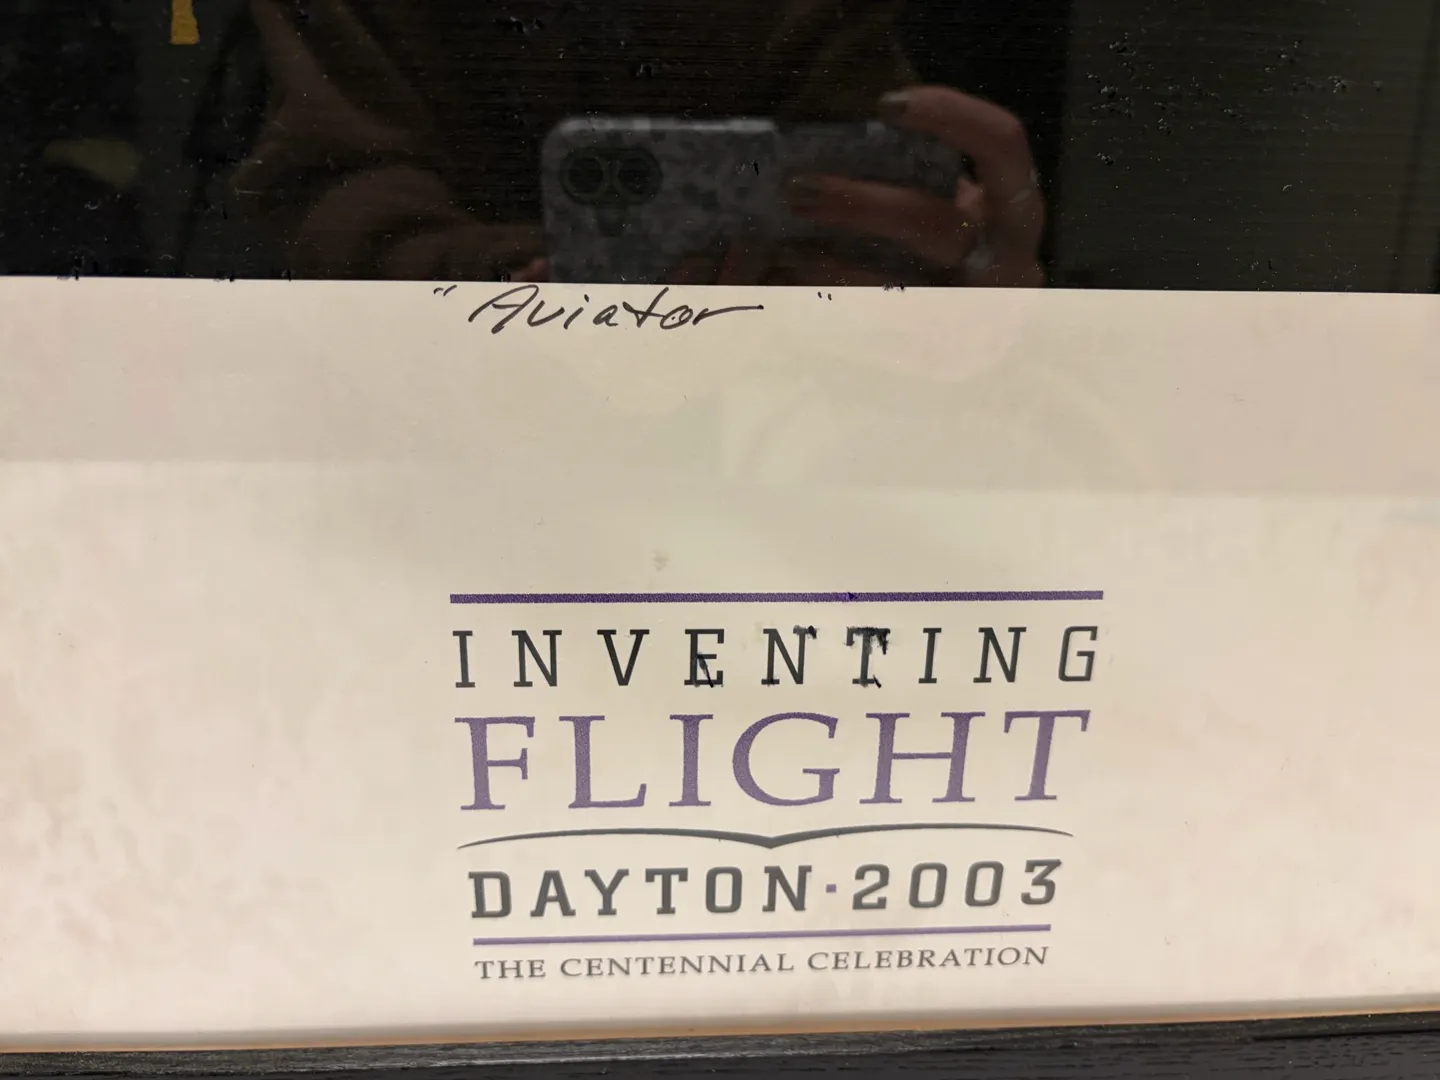 "Aviator"
INVENTING
FLIGHT
DAYTON·2003
THE CENTENNIAL CELEBRATION